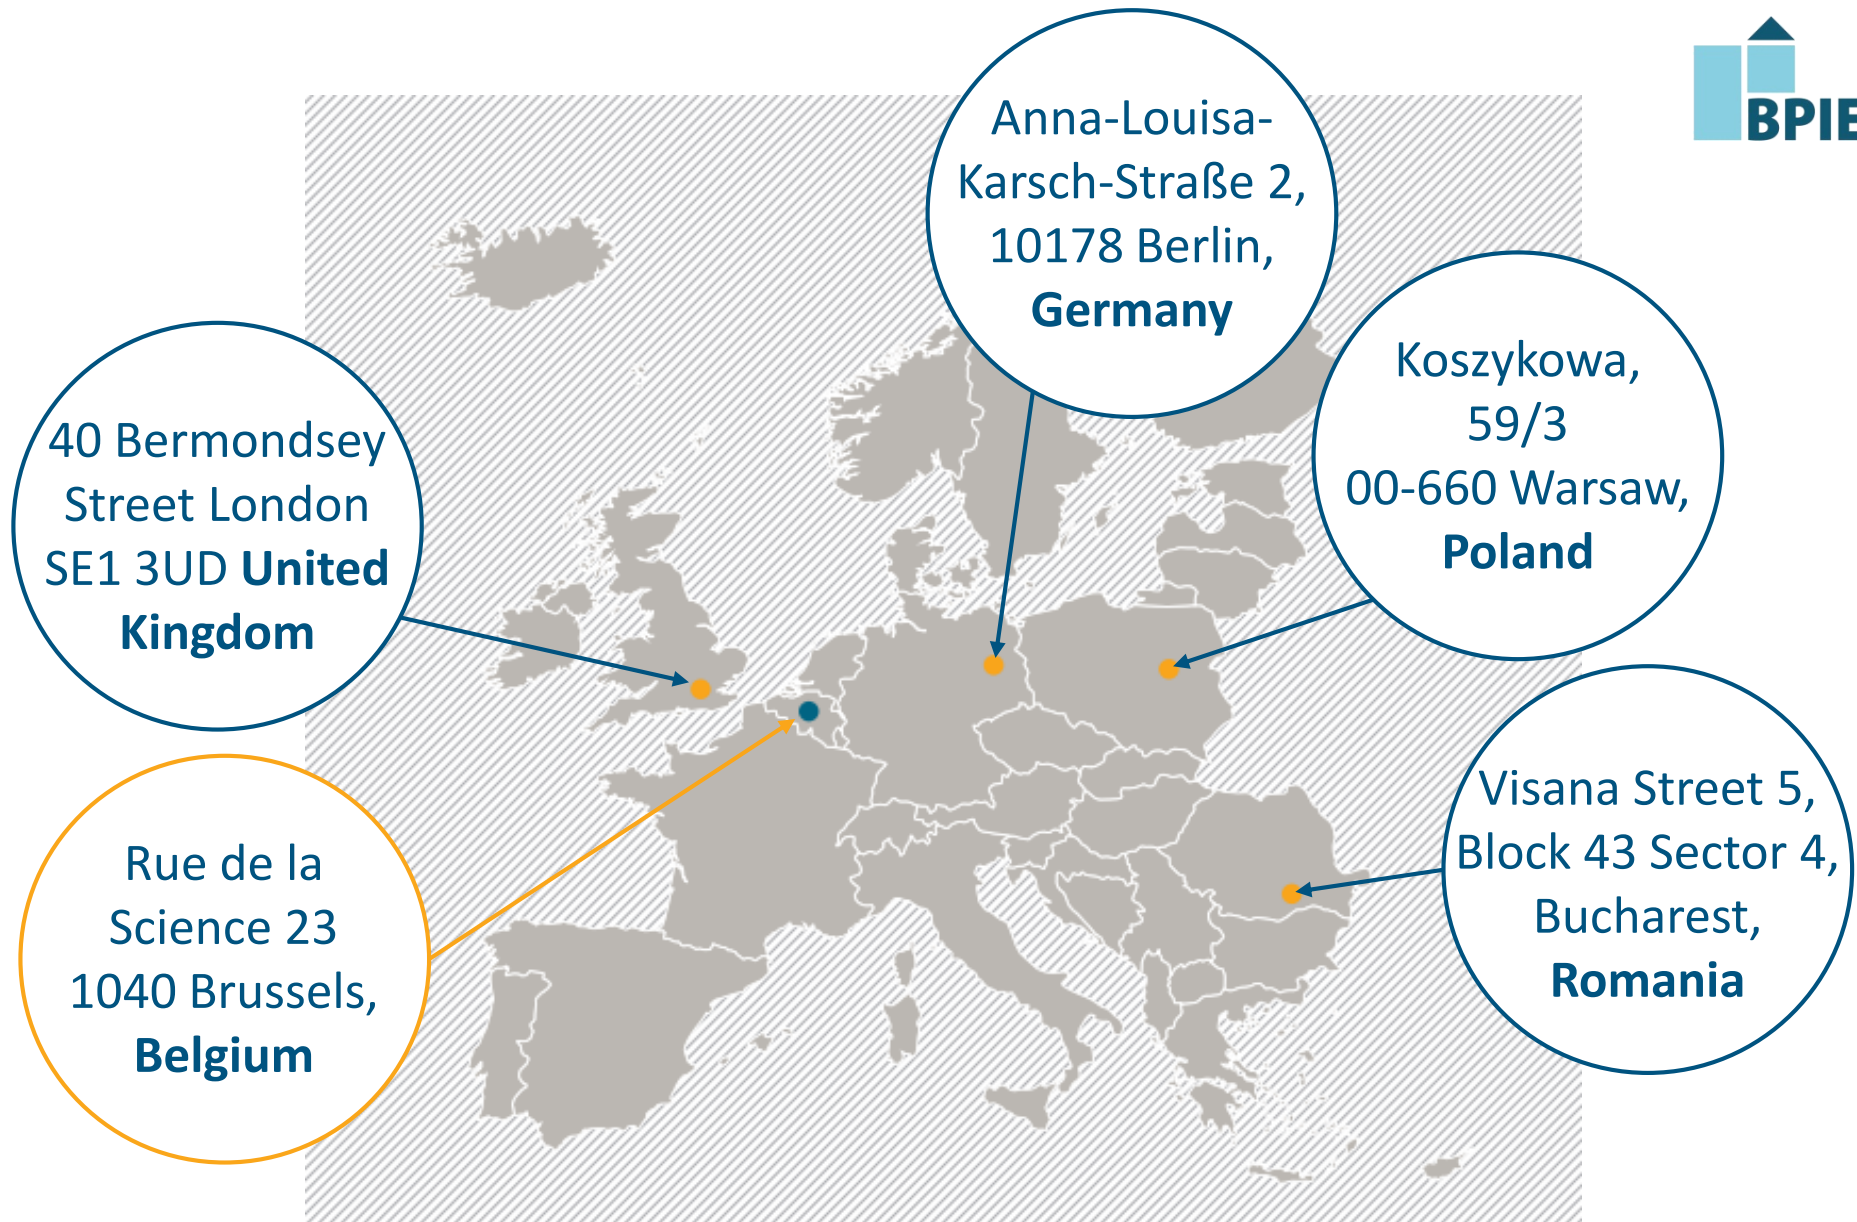 BPIE
Anna-Louisa-
Karsch-Straße 2,
10178 Berlin,
Germany
Koszykowa,
59/3
00-660 Warsaw,
Poland
40 Bermondsey
Street London
SE1 3UD United
Kingdom
Visana Street 5,
Block 43 Sector 4,
Bucharest,
Romania
Rue de la
Science 23
1040 Brussels,
Belgium